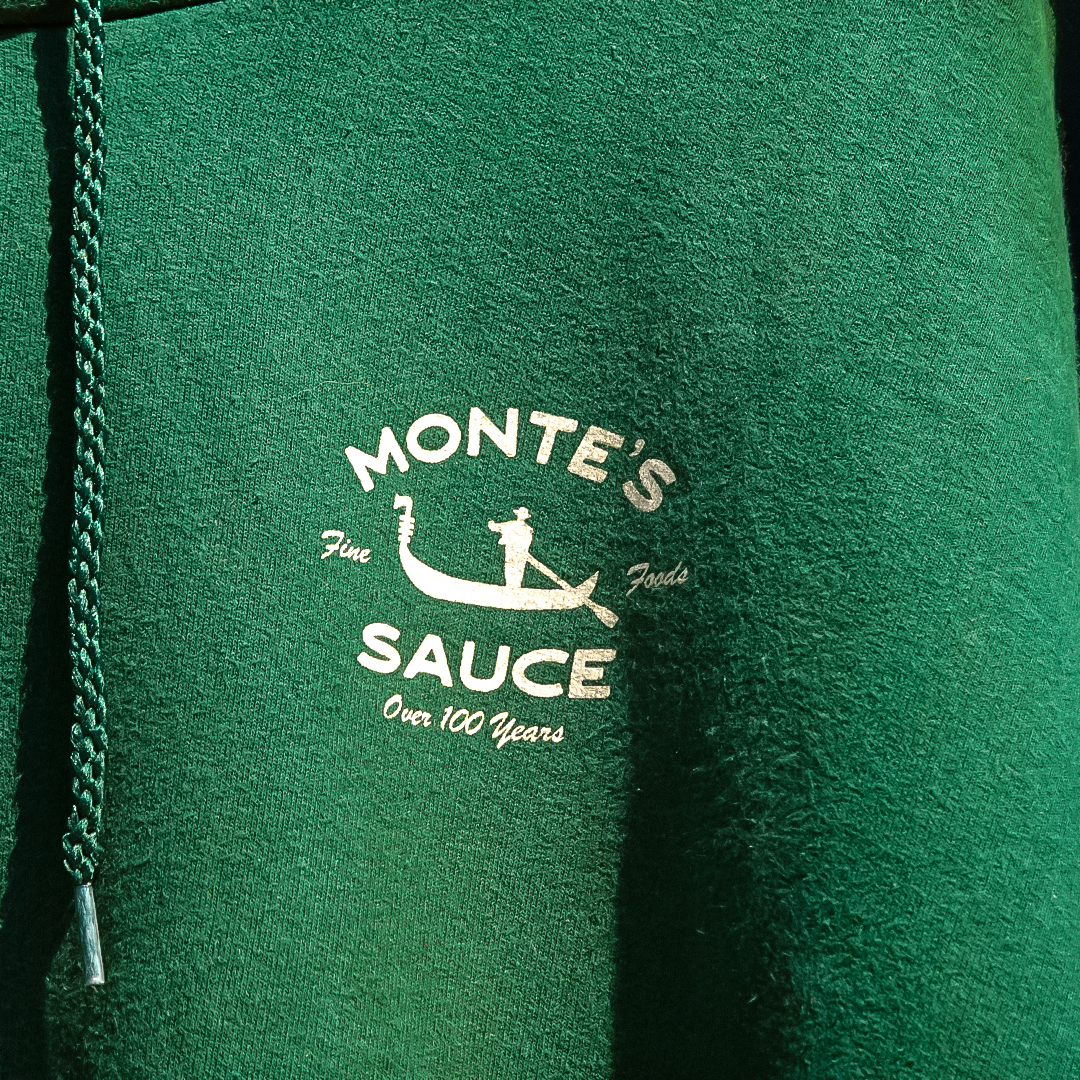 MONTE'S
Fine Foods
SAUCE
Over 100 Years